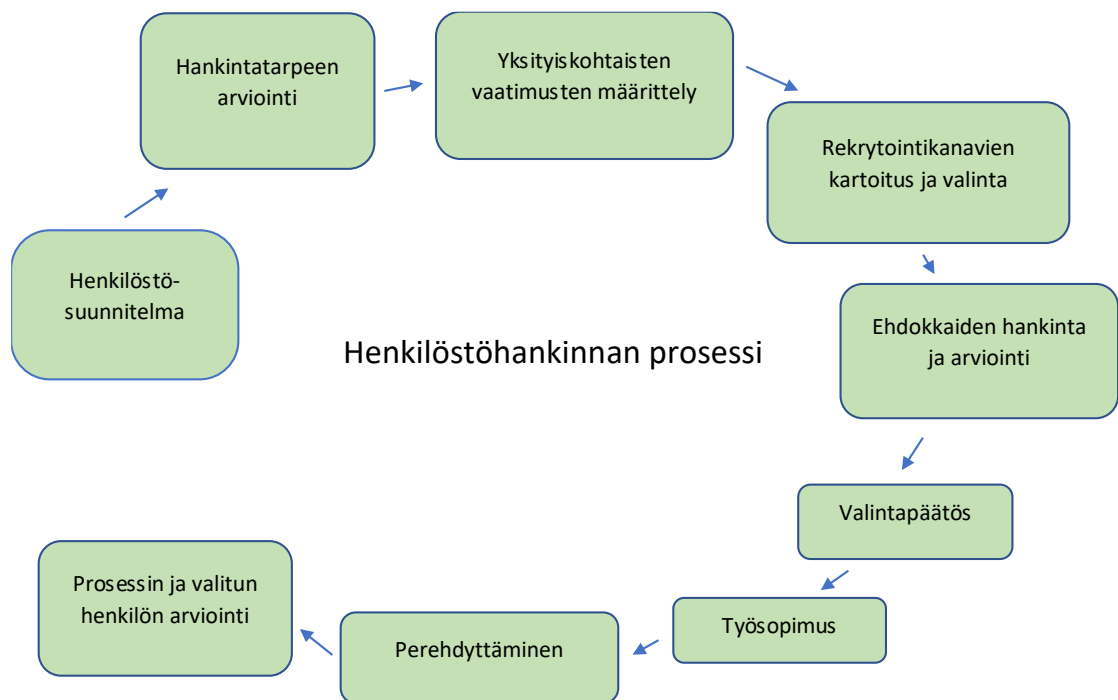 Henkilöstö-
suunnitelma
Hankintatarpeen
arviointi
Yksityiskohtaisten
vaatimusten määrittely
Rekrytointikanavien
kartoitus ja valinta
Ehdokkaiden hankinta
ja arviointi
Henkilöstöhankinnan prosessi
Valintapäätös
Työsopimus
Perehdyttäminen
Prosessin ja valitun
henkilön arviointi